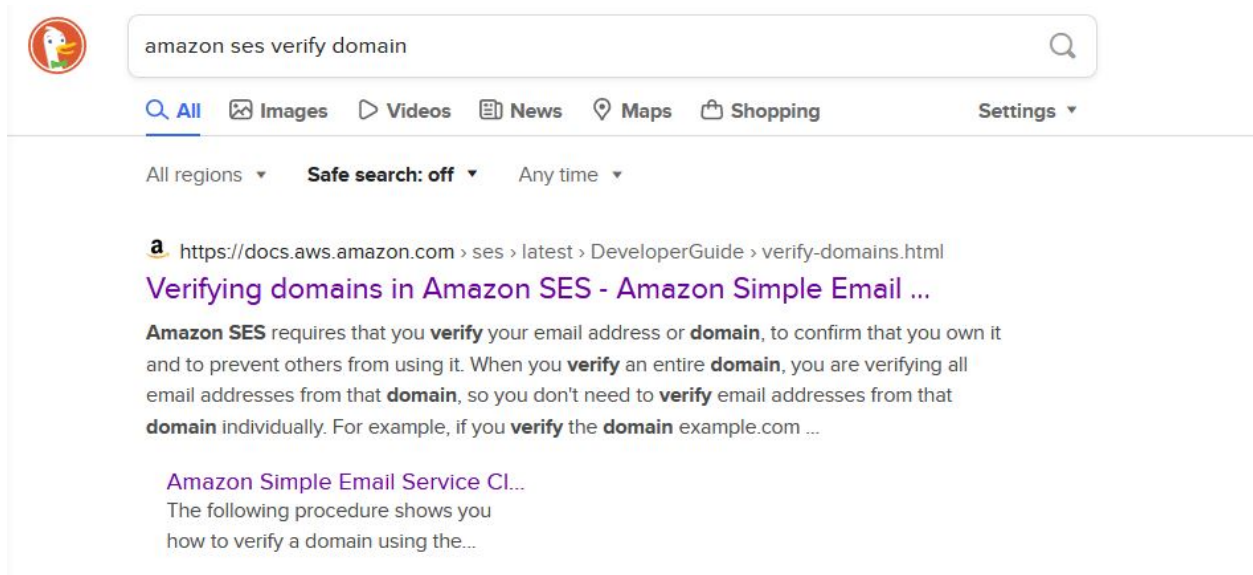 amazon ses verify domain
All Images Videos News Maps Shopping Settings
All regions Safe search: off Any time
a https://docs.aws.amazon.com › ses › latest › DeveloperGuide › verify-domains.html
Verifying domains in Amazon SES - Amazon Simple Email ...
Amazon SES requires that you verify your email address or domain, to confirm that you own it
and to prevent others from using it. When you verify an entire domain, you are verifying all
email addresses from that domain, so you don't need to verify email addresses from that
domain individually. For example, if you verify the domain example.com ...
Amazon Simple Email Service Cl...
The following procedure shows you
how to verify a domain using the...